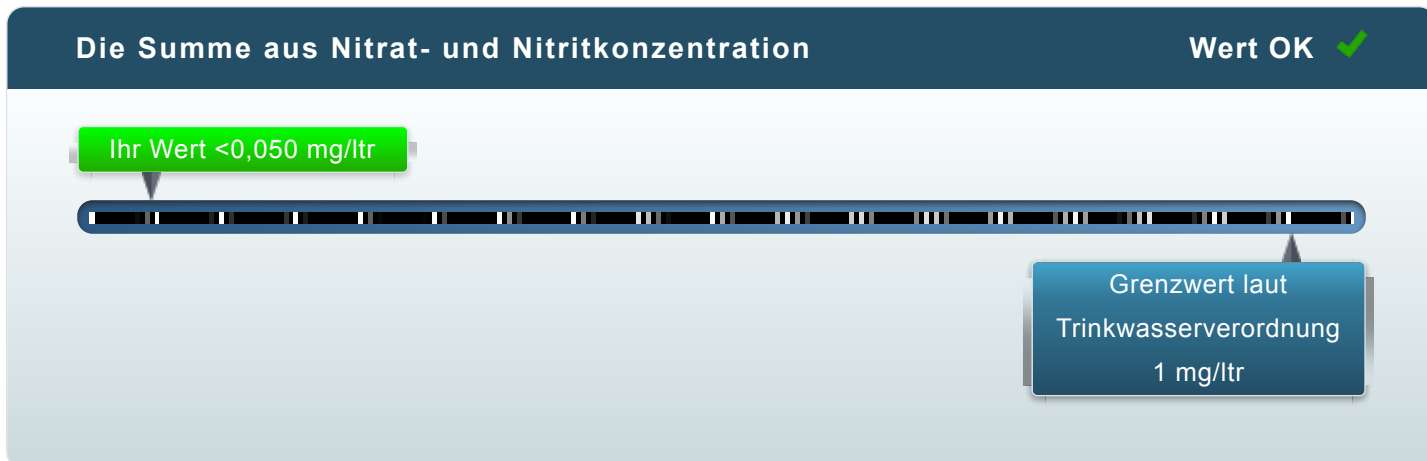 Die Summe aus Nitrat- und Nitritkonzentration
Wert OK
Ihr Wert <0,050 mg/ltr
Grenzwert laut
Trinkwasserverordnung
1 mg/ltr